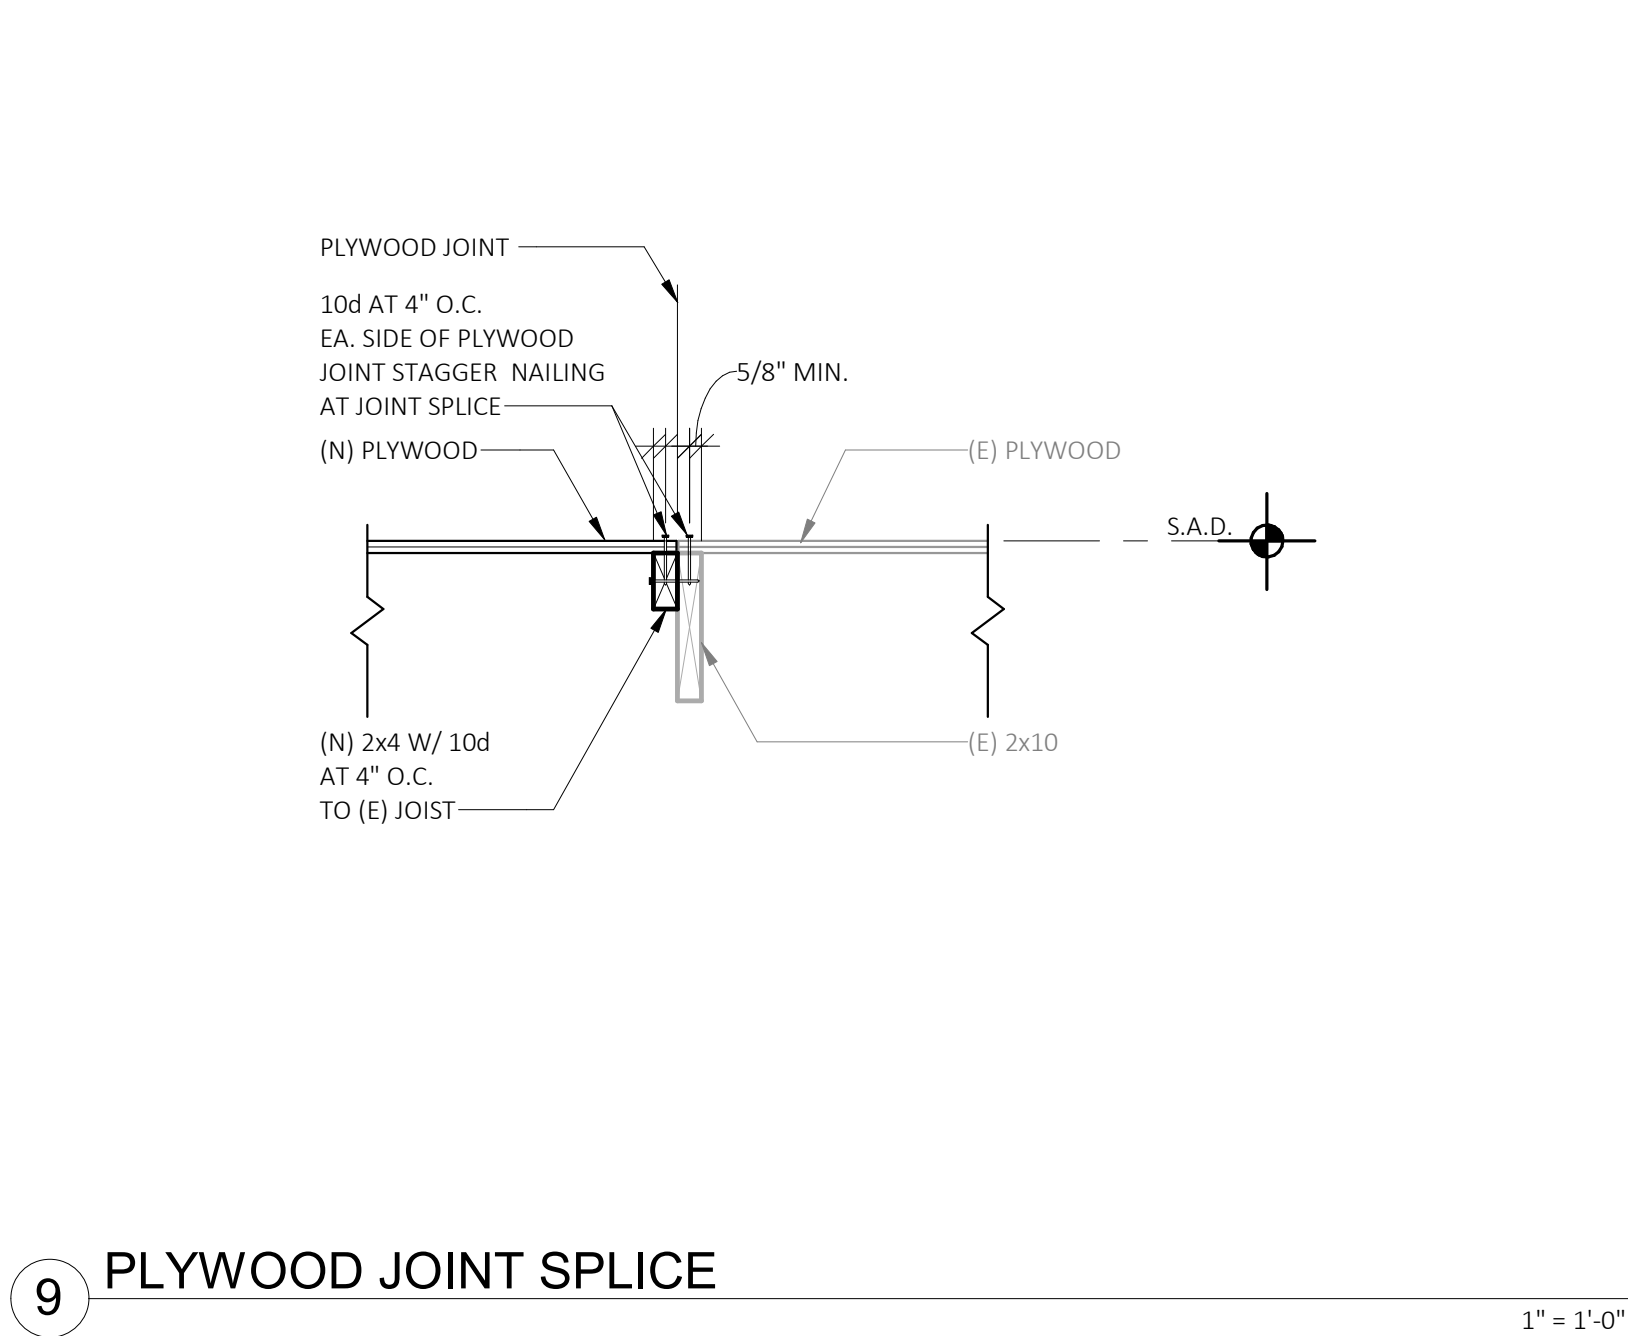 PLYWOOD JOINT
10d AT 4" O.C.
EA. SIDE OF PLYWOOD
JOINT STAGGER  NAILING
AT JOINT SPLICE
5/8" MIN.
(N) PLYWOOD
(E) PLYWOOD
S.A.D.
(N) 2x4 W/ 10d
AT 4" O.C.
TO (E) JOIST
(E) 2x10
9
PLYWOOD JOINT SPLICE
1" = 1'-0"